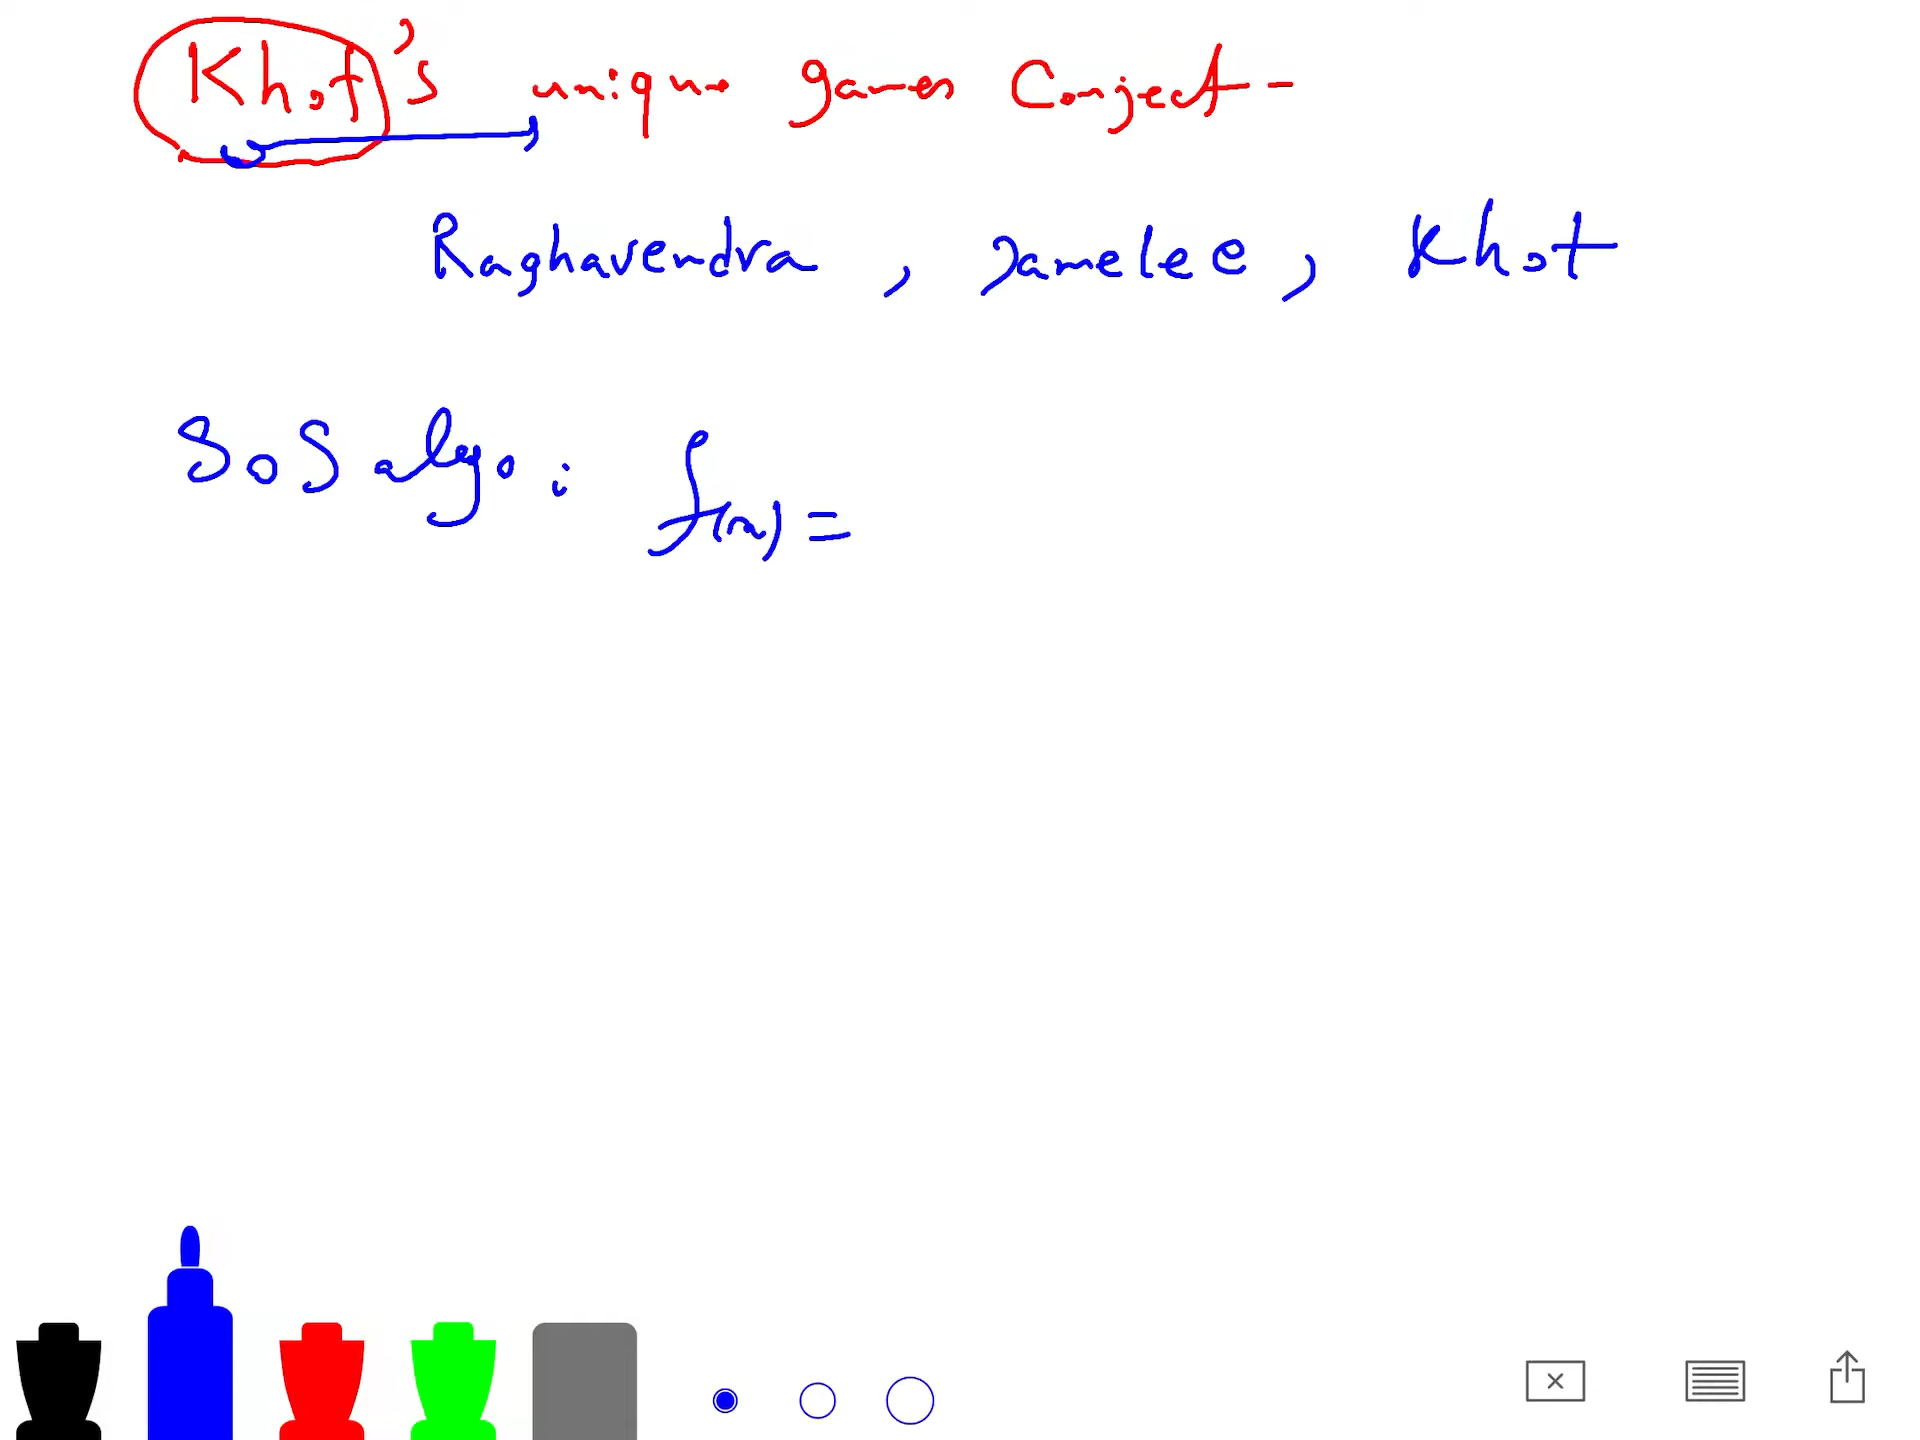 Khot's unique games Conject-
Raghavendra, Jamelee, Khot
SoS algo: f(x) =